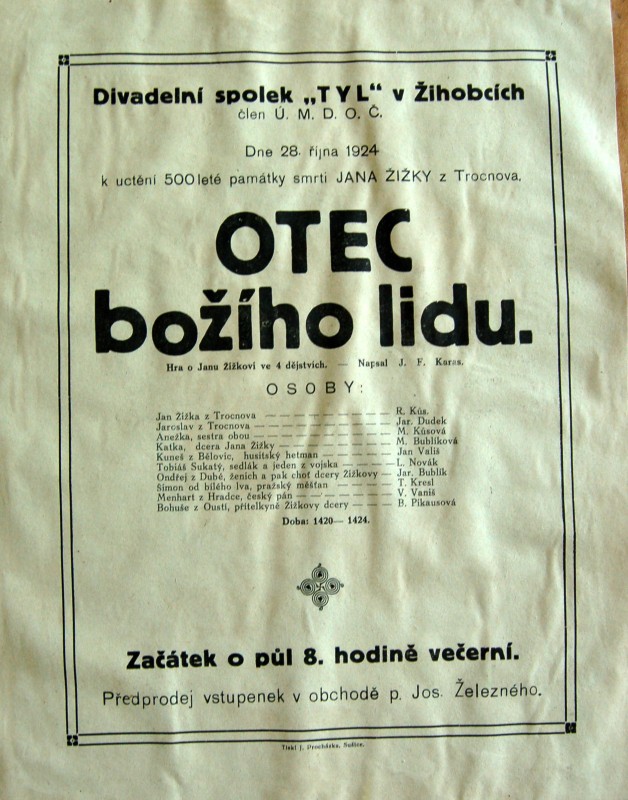 Divadelní spolek „TYL“ v Žihobcích
člen Ú. M. D. O. Č.
Dne 28. října 1924
k uctění 500leté památky smrti JANA ŽIŽKY z Trocnova.
OTEC
božího lidu.
Hra o Janu Žižkovi ve 4 dějstvích. — Napsal J. F. Karas.
OSOBY:
Jan Žižka z Trocnova — — — — — — — — — R. Kůs.
Jaroslav z Trocnova — — — — — — — — — Jar. Dudek
Anežka, sestra obou — — — — — — — — — M. Kůsová
Katka, dcera Jana Žižky — — — — — — — — M. Bublíková
Kuneš z Bělovic, husitský hetman — — — — — Jan Vališ
Tobiáš Sukatý, sedlák a jeden z vojska — — — — L. Novák
Ondřej z Dubé, ženich a pak choť dcery Žižkovy — Jar. Bublík
Šimon od bílého lva, pražský měšťan — — — — T. Kresl
Menhart z Hradce, český pán — — — — — — V. Vaniš
Bohuše z Oustí, přítelkyně Žižkovy dcery — — — B. Pikausová
Doba: 1420— 1424.
Začátek o půl 8. hodině večerní.
Předprodej vstupenek v obchodě p. Jos. Železného.
Tiskl J. Procházka, Sušice.